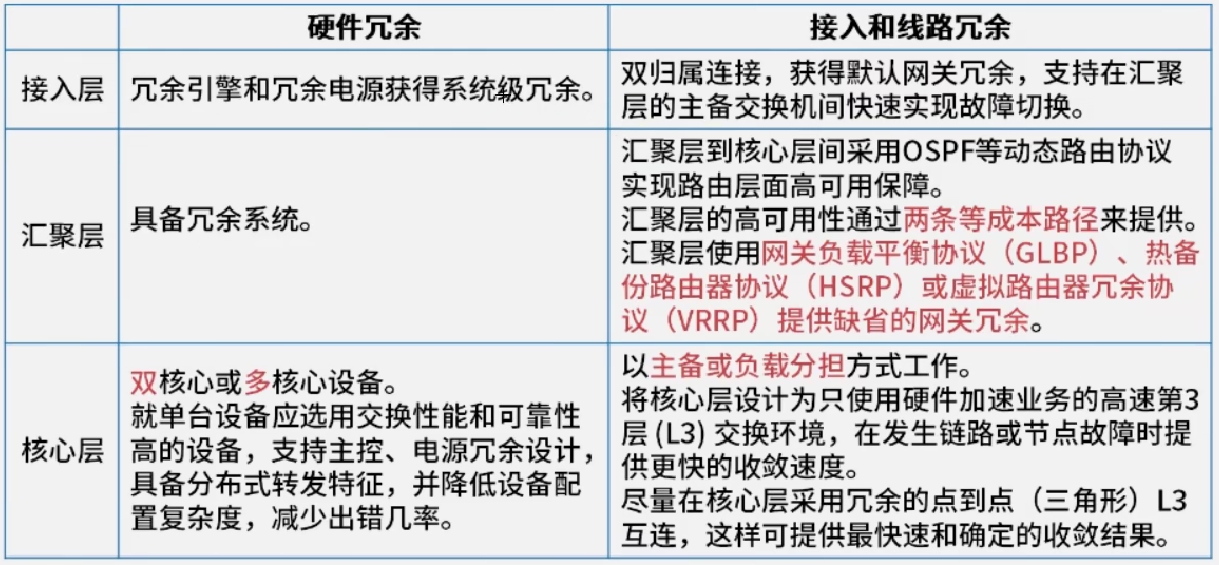 硬件冗余
接入和线路冗余
接入层
冗余引擎和冗余电源获得系统级冗余。
双归属连接，获得默认网关冗余，支持在汇聚
层的主备交换机间快速实现故障切换。
汇聚层
具备冗余系统。
汇聚层到核心层间采用OSPF等动态路由协议
实现路由层面高可用保障。
汇聚层的高可用性通过两条等成本路径来提供。
汇聚层使用网关负载平衡协议（GLBP）、热备
份路由器协议（HSRP）或虚拟路由器冗余协
议（VRRP）提供缺省的网关冗余。
核心层
双核心或多核心设备。
就单台设备应选用交换性能和可靠性
高的设备，支持主控、电源冗余设计，
具备分布式转发特征，并降低设备配
置复杂度，减少出错几率。
以主备或负载分担方式工作。
将核心层设计为只使用硬件加速业务的高速第3
层 (L3) 交换环境，在发生链路或节点故障时提
供更快的收敛速度。
尽量在核心层采用冗余的点到点（三角形）L3
互连，这样可提供最快速和确定的收敛结果。